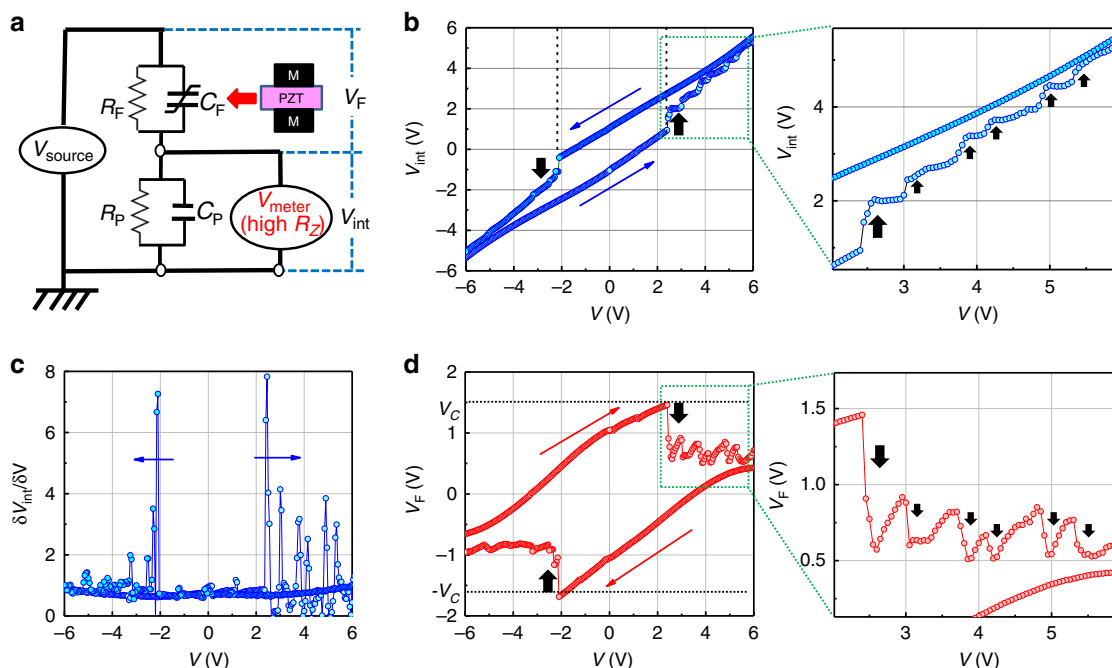 a
M
PZT
M
R_F
C_F
V_F
V_source
R_P
C_P
V_meter
(high R_Z)
V_int
b
V_int (V)
6
4
2
0
−2
−4
−6
−6 −4 −2 0 2 4 6
V (V)
V_int (V)
4
2
3 4 5
V (V)
c
δV_int/δV
8
6
4
2
0
−6 −4 −2 0 2 4 6
V (V)
d
V_F (V)
2
V_C
1
0
−1
-V_C
−2
−6 −4 −2 0 2 4 6
V (V)
V_F (V)
1.5
1.0
0.5
3 4 5
V (V)